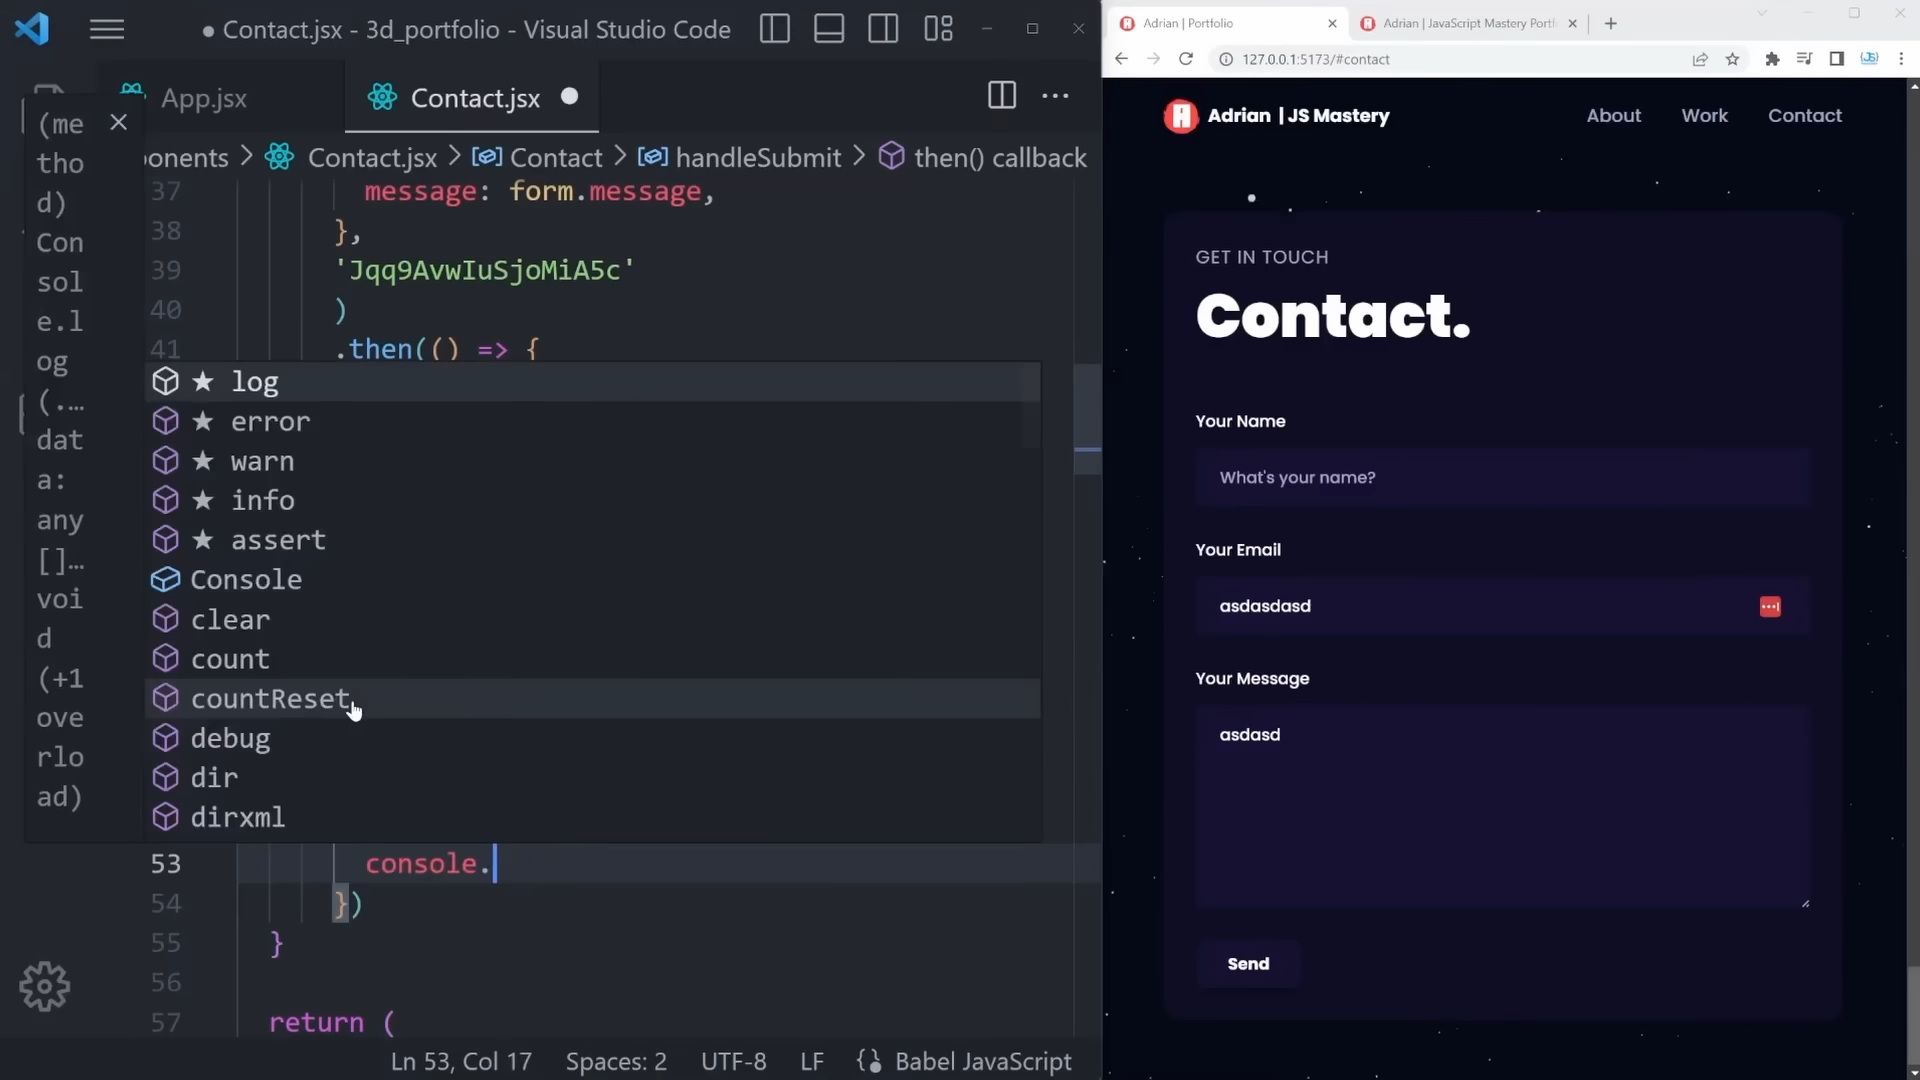 Contact.jsx - 3d_portfolio - Visual Studio Code
App.jsx
Contact.jsx
ponents > Contact.jsx > Contact > handleSubmit > then() callback
(me
tho
d)
Con
sol
e.l
og
(.…
dat
a:
any
[]…
voi
d
(+1
ove
rlo
ad)
37 message: form.message,
38 },
39 'Jqq9AvwIuSjoMiA5c'
40 )
41 .then(() => {
★ log
★ error
★ warn
★ info
★ assert
Console
clear
count
countReset
debug
dir
dirxml
53 console.
54 })
55 }
56
57 return (
Ln 53, Col 17 Spaces: 2 UTF-8 LF {} Babel JavaScript
Adrian | Portfolio
Adrian | JavaScript Mastery Portf
127.0.0.1:5173/#contact
Adrian | JS Mastery
About Work Contact
GET IN TOUCH
Contact.
Your Name
What's your name?
Your Email
asdasdasd
Your Message
asdasd
Send